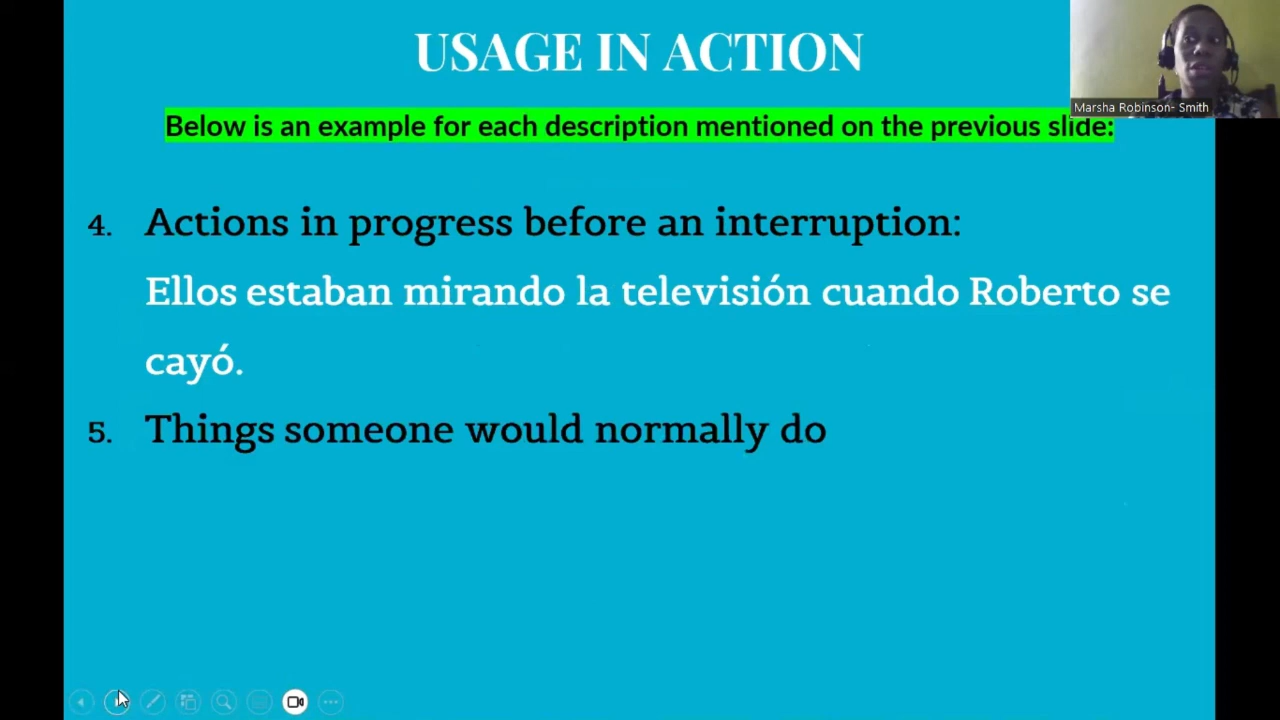 USAGE IN ACTION
Marsha Robinson- Smith
Below is an example for each description mentioned on the previous slide:
4. Actions in progress before an interruption:
Ellos estaban mirando la televisión cuando Roberto se
cayó.
5. Things someone would normally do